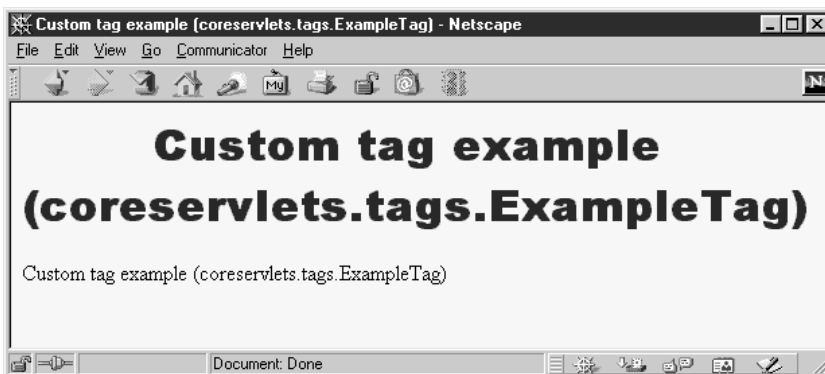 Custom tag example (coreservlets.tags.ExampleTag) - Netscape
File Edit View Go Communicator Help
My
N
Custom tag example
(coreservlets.tags.ExampleTag)
Custom tag example (coreservlets.tags.ExampleTag)
Document: Done